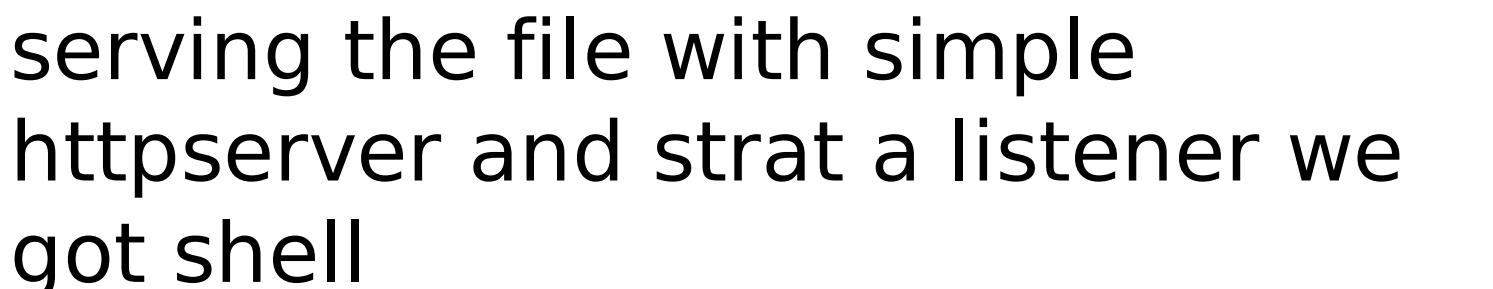 serving the file with simple
httpserver and strat a listener we
got shell